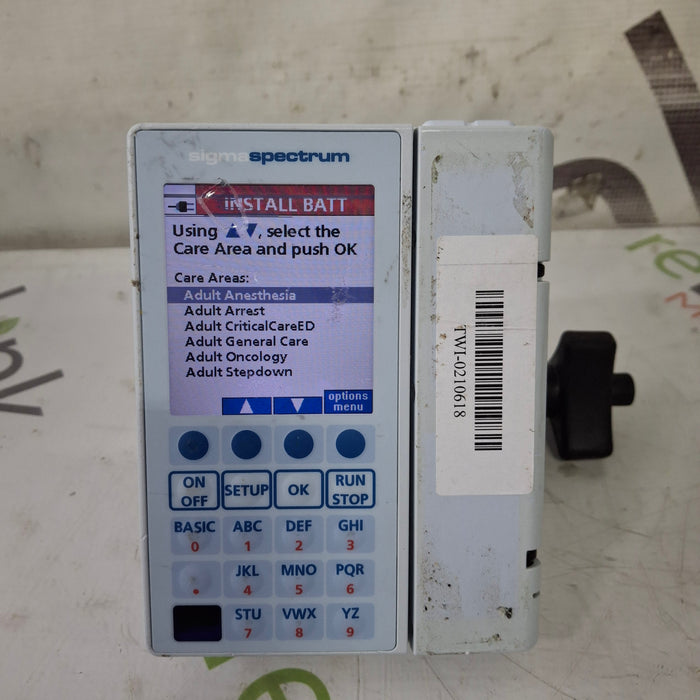 sigmaspectrum
INSTALL BATT
Using ▲▼, select the
Care Area and push OK
Care Areas:
Adult Anesthesia
Adult Arrest
Adult CriticalCareED
Adult General Care
Adult Oncology
Adult Stepdown
options
menu
ON
OFF
SETUP
OK
RUN
STOP
BASIC ABC DEF GHI
0 1 2 3
JKL MNO PQR
. 4 5 6
STU VWX YZ
7 8 9
TWI-0210618